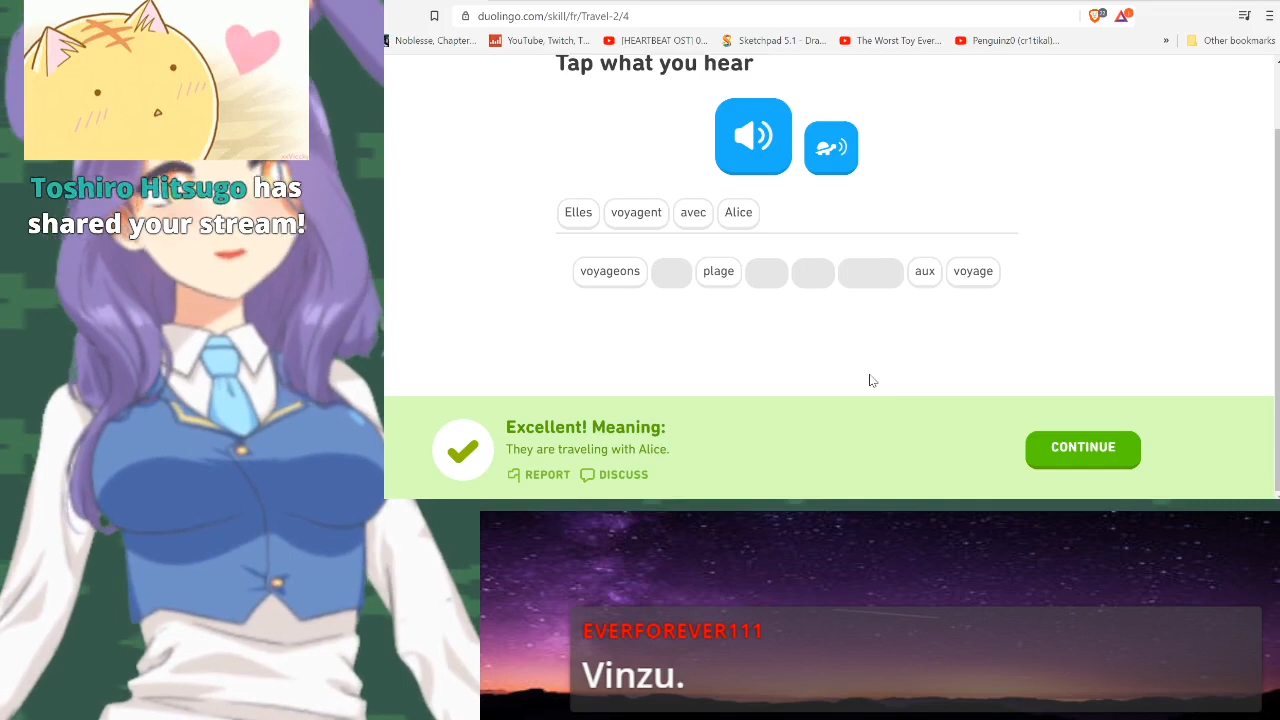 duolingo.com/skill/fr/Travel-2/4
22
1
Noblesse, Chapter...
YouTube, Twitch, T...
[HEARTBEAT OST] 0...
Sketchpad 5.1 - Dra...
The Worst Toy Ever...
Penguinz0 (cr1tikal)...
»
Other bookmarks
Tap what you hear
Toshiro Hitsugo has
shared your stream!
Elles voyagent avec Alice
voyageons plage aux voyage
Excellent! Meaning:
They are traveling with Alice.
REPORT DISCUSS
CONTINUE
EVERFOREVER111
Vinzu.